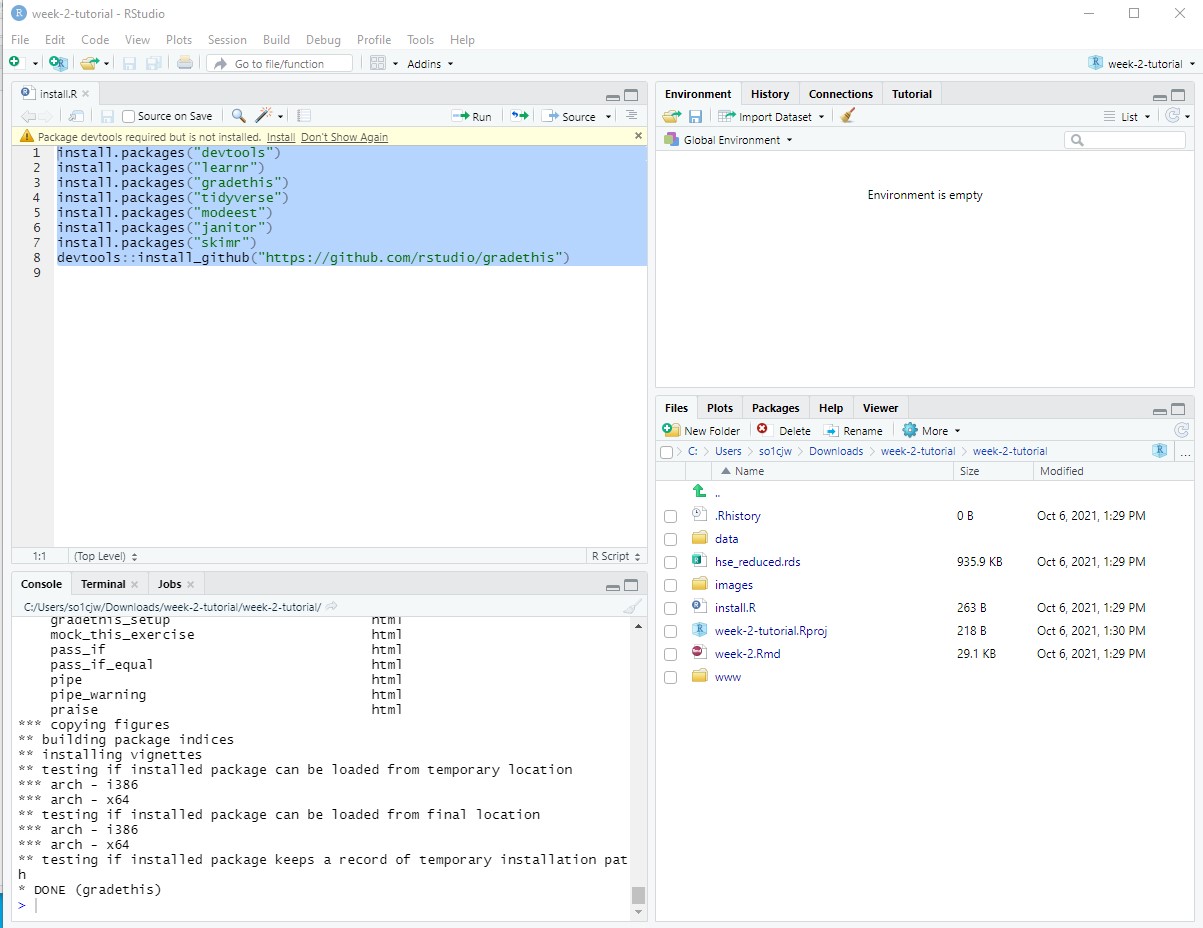 week-2-tutorial - RStudio
File Edit Code View Plots Session Build Debug Profile Tools Help
Go to file/function Addins week-2-tutorial
install.R
Source on Save Run Source
Package devtools required but is not installed. Install Don't Show Again
1 install.packages("devtools")
2 install.packages("learnr")
3 install.packages("gradethis")
4 install.packages("tidyverse")
5 install.packages("modeest")
6 install.packages("janitor")
7 install.packages("skimr")
8 devtools::install_github("https://github.com/rstudio/gradethis")
9
1:1 (Top Level) R Script
Console Terminal Jobs
C:/Users/so1cjw/Downloads/week-2-tutorial/week-2-tutorial/
gradethis_setup html
mock_this_exercise html
pass_if html
pass_if_equal html
pipe html
pipe_warning html
praise html
*** copying figures
** building package indices
** installing vignettes
** testing if installed package can be loaded from temporary location
*** arch - i386
*** arch - x64
** testing if installed package can be loaded from final location
*** arch - i386
*** arch - x64
** testing if installed package keeps a record of temporary installation pat
h
* DONE (gradethis)
>
Environment History Connections Tutorial
Import Dataset List
Global Environment
Environment is empty
Files Plots Packages Help Viewer
New Folder Delete Rename More
C: Users so1cjw Downloads week-2-tutorial week-2-tutorial ...
Name Size Modified
..
.Rhistory 0 B Oct 6, 2021, 1:29 PM
data
hse_reduced.rds 935.9 KB Oct 6, 2021, 1:29 PM
images
install.R 263 B Oct 6, 2021, 1:29 PM
week-2-tutorial.Rproj 218 B Oct 6, 2021, 1:30 PM
week-2.Rmd 29.1 KB Oct 6, 2021, 1:29 PM
www